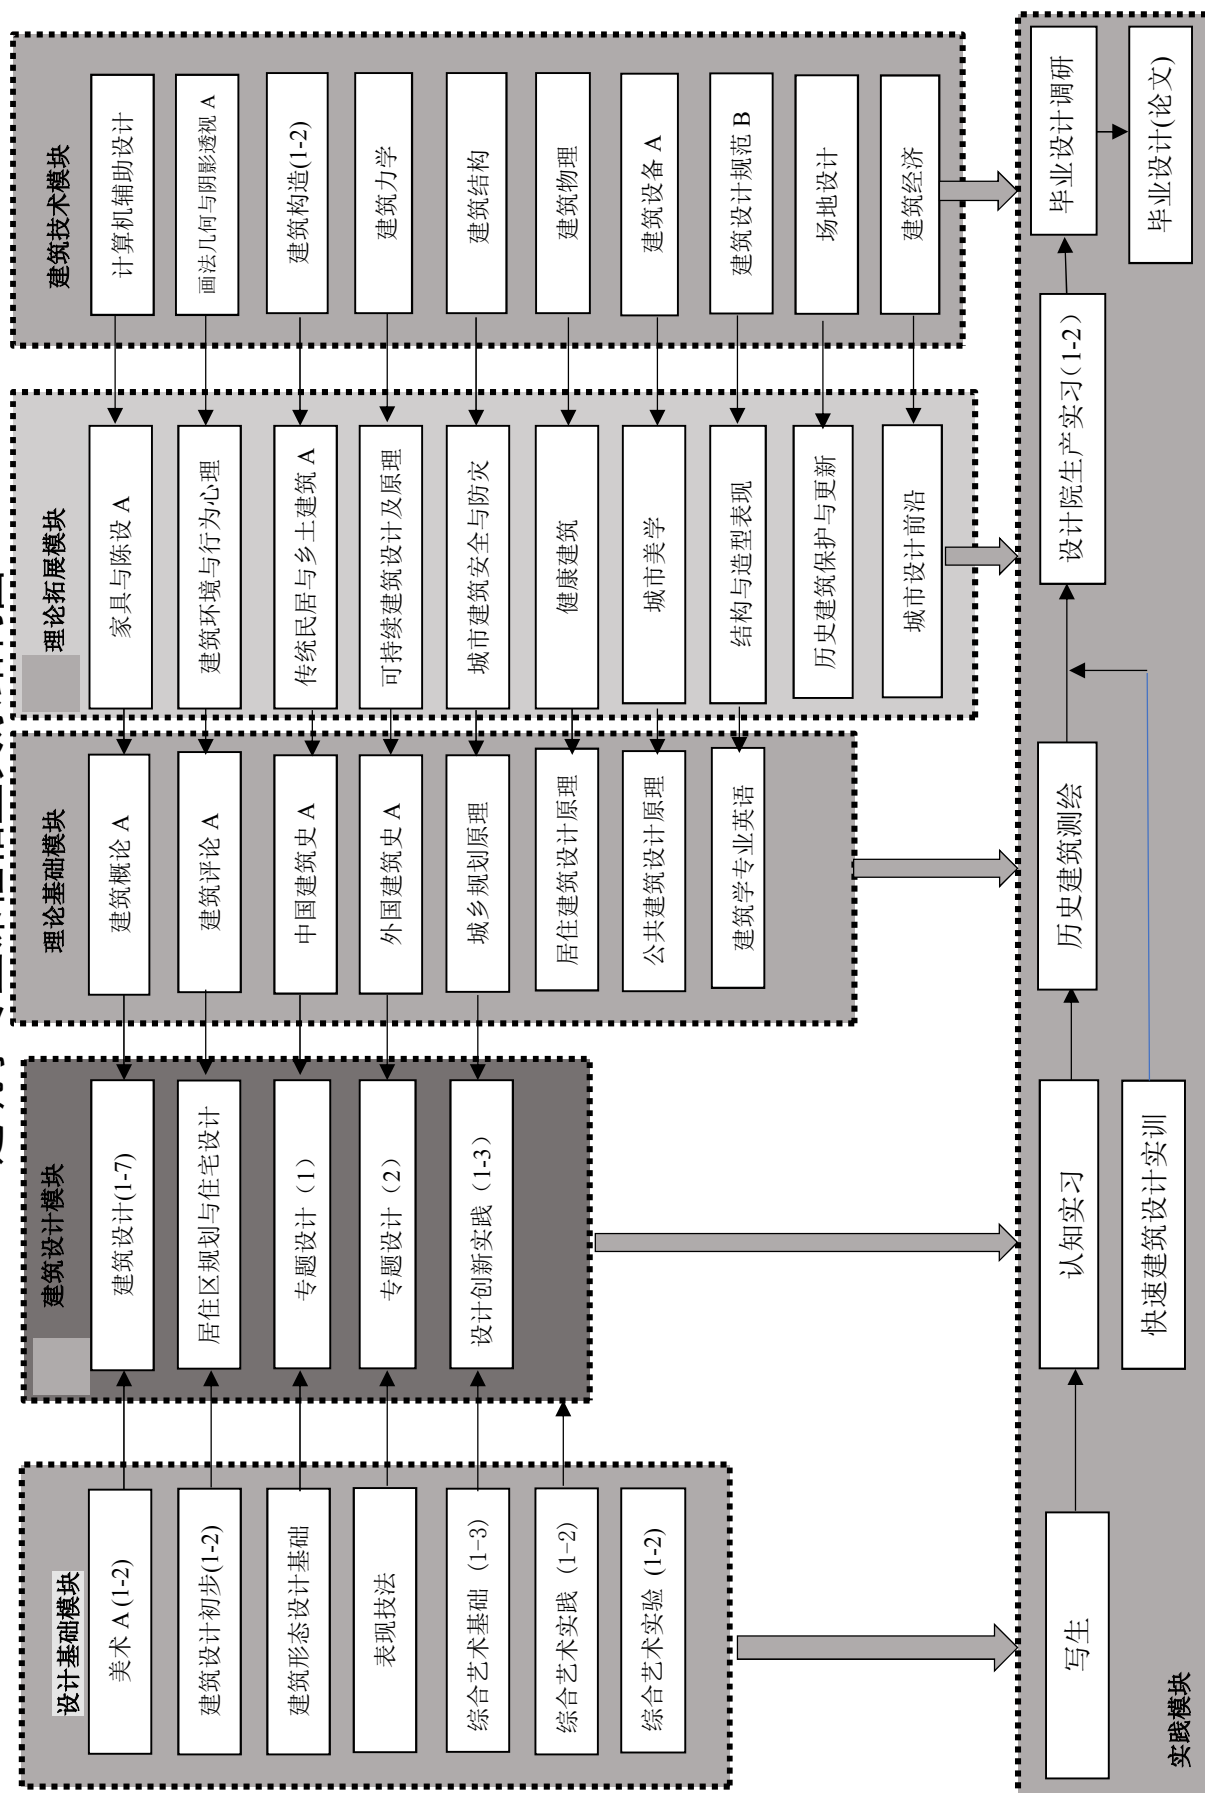 设计基础模块
美术 A (1-2)
建筑设计初步(1-2)
建筑形态设计基础
表现技法
综合艺术基础（1-3）
综合艺术实践（1-2）
综合艺术实验 (1-2)
建筑设计模块
建筑设计(1-7)
居住区规划与住宅设计
专题设计（1）
专题设计（2）
设计创新实践（1-3）
理论基础模块
建筑概论 A
建筑评论 A
中国建筑史 A
外国建筑史 A
城乡规划原理
居住建筑设计原理
公共建筑设计原理
建筑学专业英语
理论拓展模块
家具与陈设 A
建筑环境与行为心理
传统民居与乡土建筑 A
可持续建筑设计及原理
城市建筑安全与防灾
健康建筑
城市美学
结构与造型表现
历史建筑保护与更新
城市设计前沿
建筑技术模块
计算机辅助设计
画法几何与阴影透视 A
建筑构造(1-2)
建筑力学
建筑结构
建筑物理
建筑设备 A
建筑设计规范 B
场地设计
建筑经济
实践模块
写生
认知实习
快速建筑设计实训
历史建筑测绘
设计院生产实习（1-2）
毕业设计调研
毕业设计(论文)